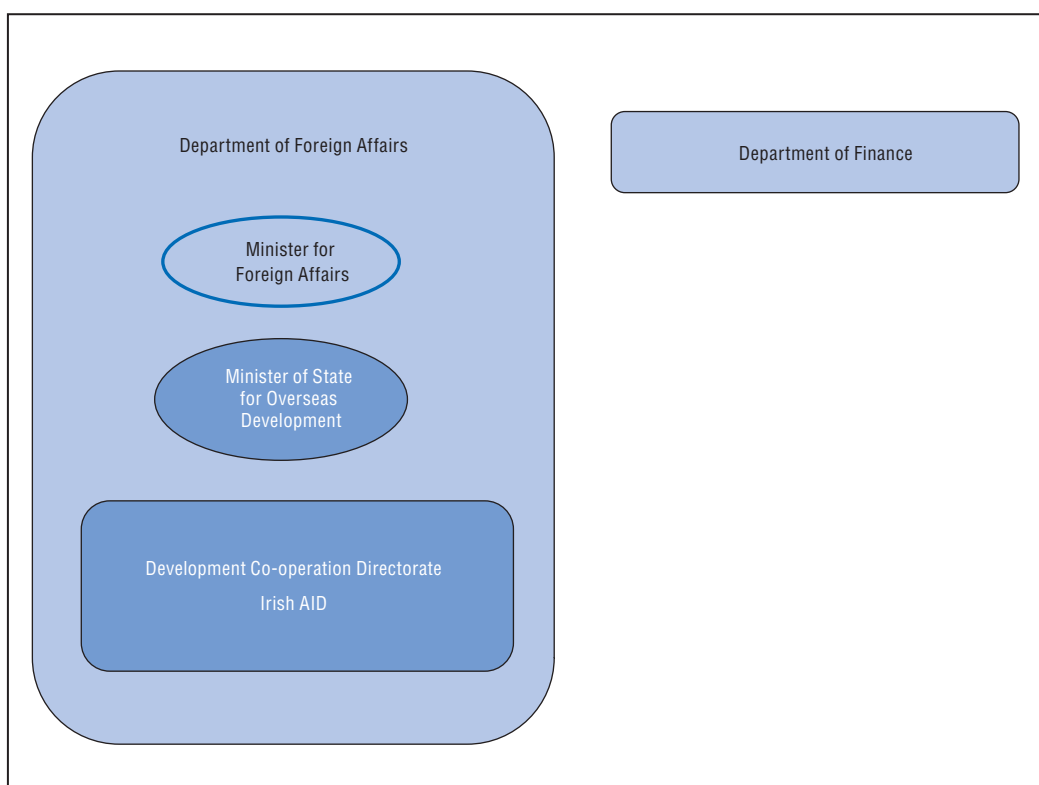 Department of Foreign Affairs
Department of Finance
Minister for
Foreign Affairs
Minister of State
for Overseas
Development
Development Co-operation Directorate
Irish AID